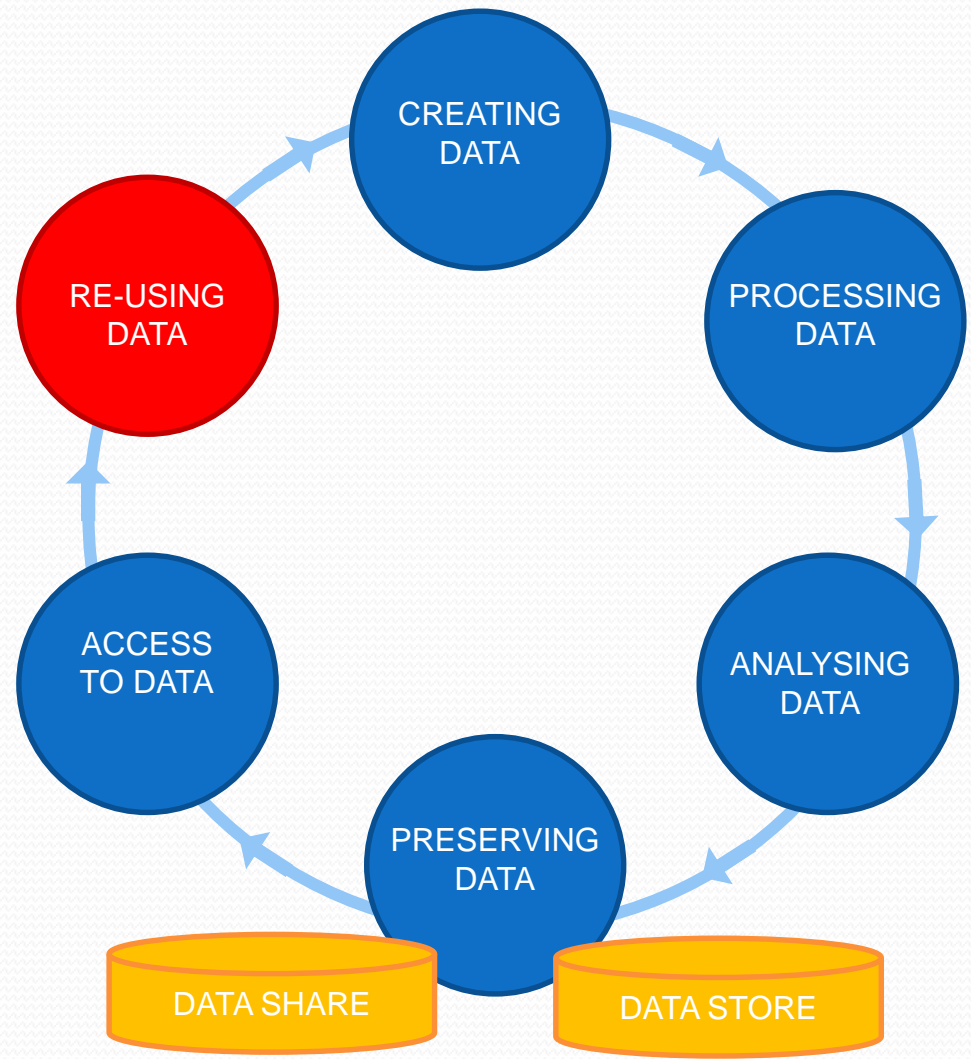 CREATING
DATA
PROCESSING
DATA
ANALYSING
DATA
PRESERVING
DATA
DATA SHARE
DATA STORE
ACCESS
TO DATA
RE-USING
DATA